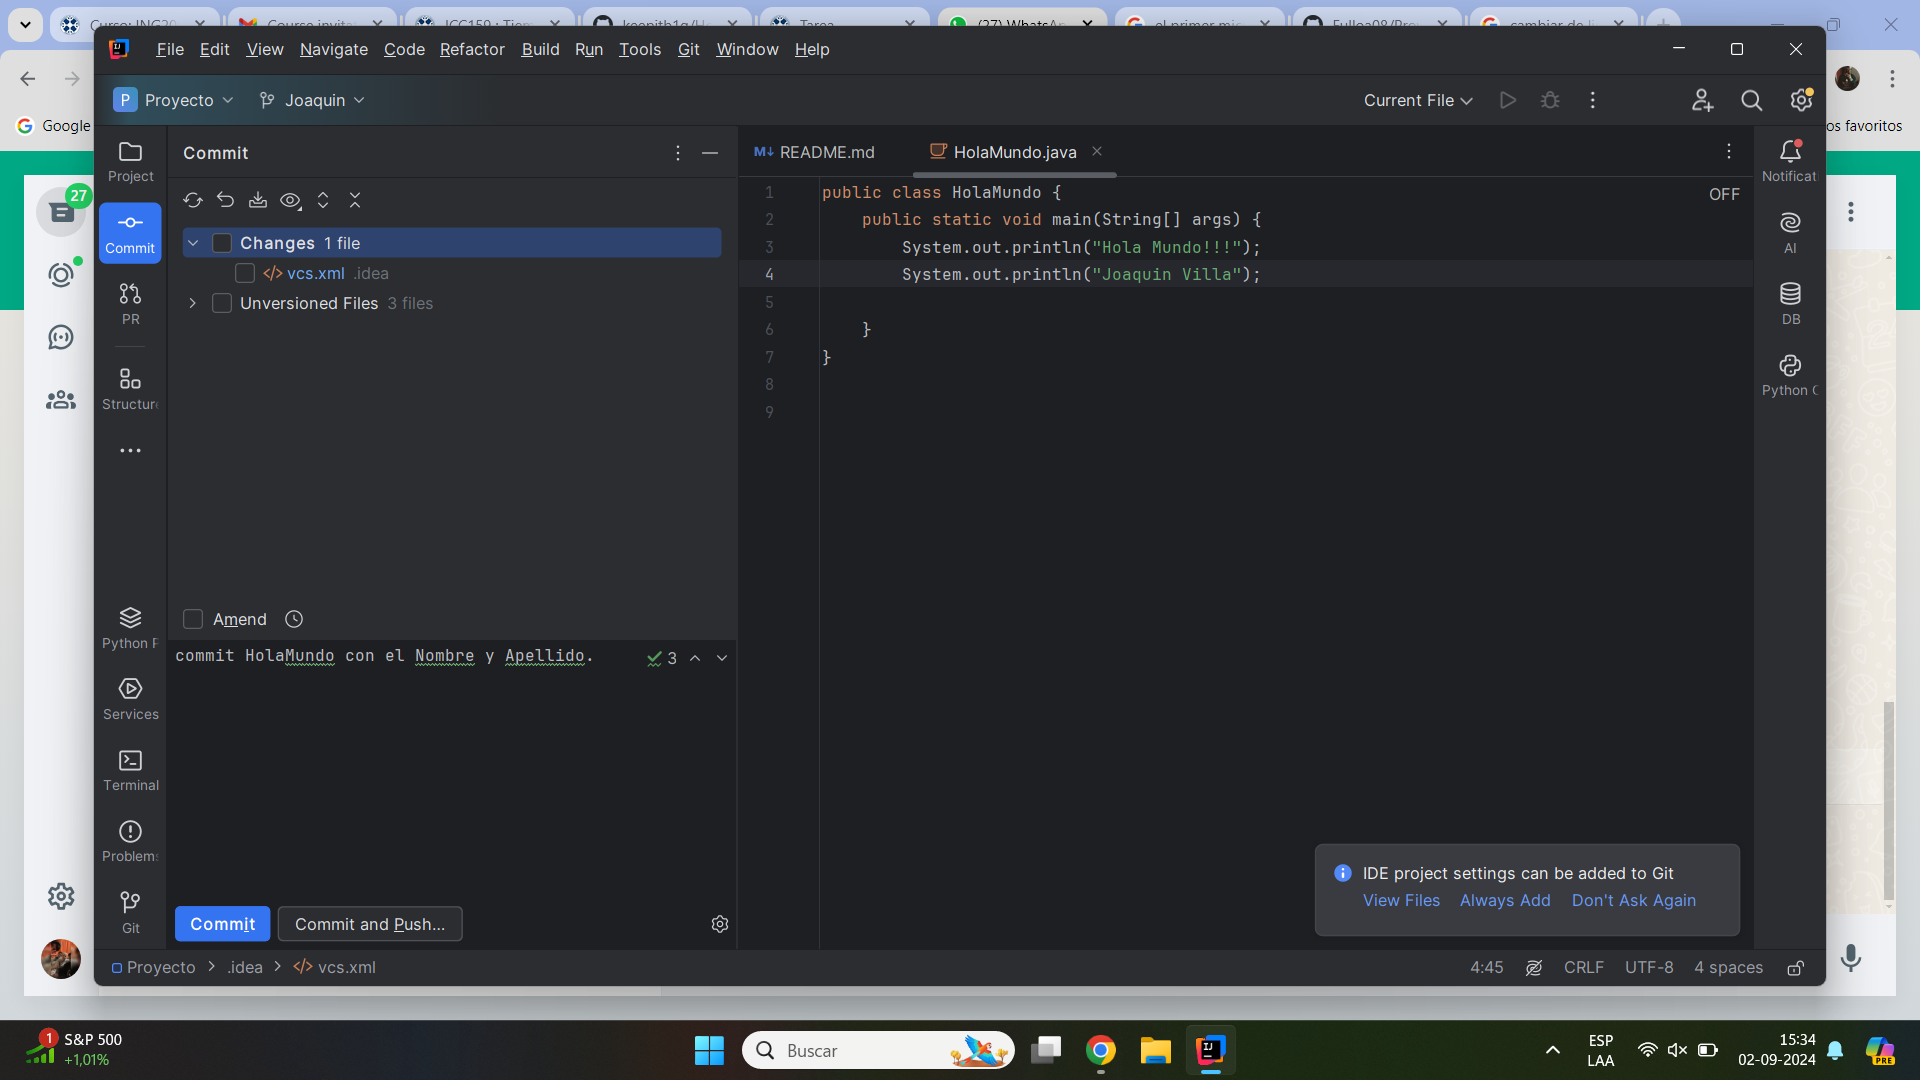 Curso: ING20
Course invita
ICC159 : Tiem
Tarea
(27) WhatsAp
el primer mis
Fulloa08/Pro
cambiar de li
File Edit View Navigate Code Refactor Build Run Tools Git Window Help
P Proyecto Joaquin Current File
Google
os favoritos
Project
Commit
README.md
HolaMundo.java
Notificat
27
Commit
Changes 1 file
vcs.xml .idea
Unversioned Files 3 files
PR
Structure
1 public class HolaMundo {
2 public static void main(String[] args) {
3 System.out.println("Hola Mundo!!!");
4 System.out.println("Joaquin Villa");
5
6 }
7 }
8
9
OFF
AI
DB
Python C
Amend
commit HolaMundo con el Nombre y Apellido.
3
Python P
Services
Terminal
Problems
Git
Commit Commit and Push...
IDE project settings can be added to Git
View Files Always Add Don't Ask Again
Proyecto > .idea > vcs.xml
4:45 CRLF UTF-8 4 spaces
1
S&P 500
+1,01%
Buscar
ESP
LAA
15:34
02-09-2024
PRE